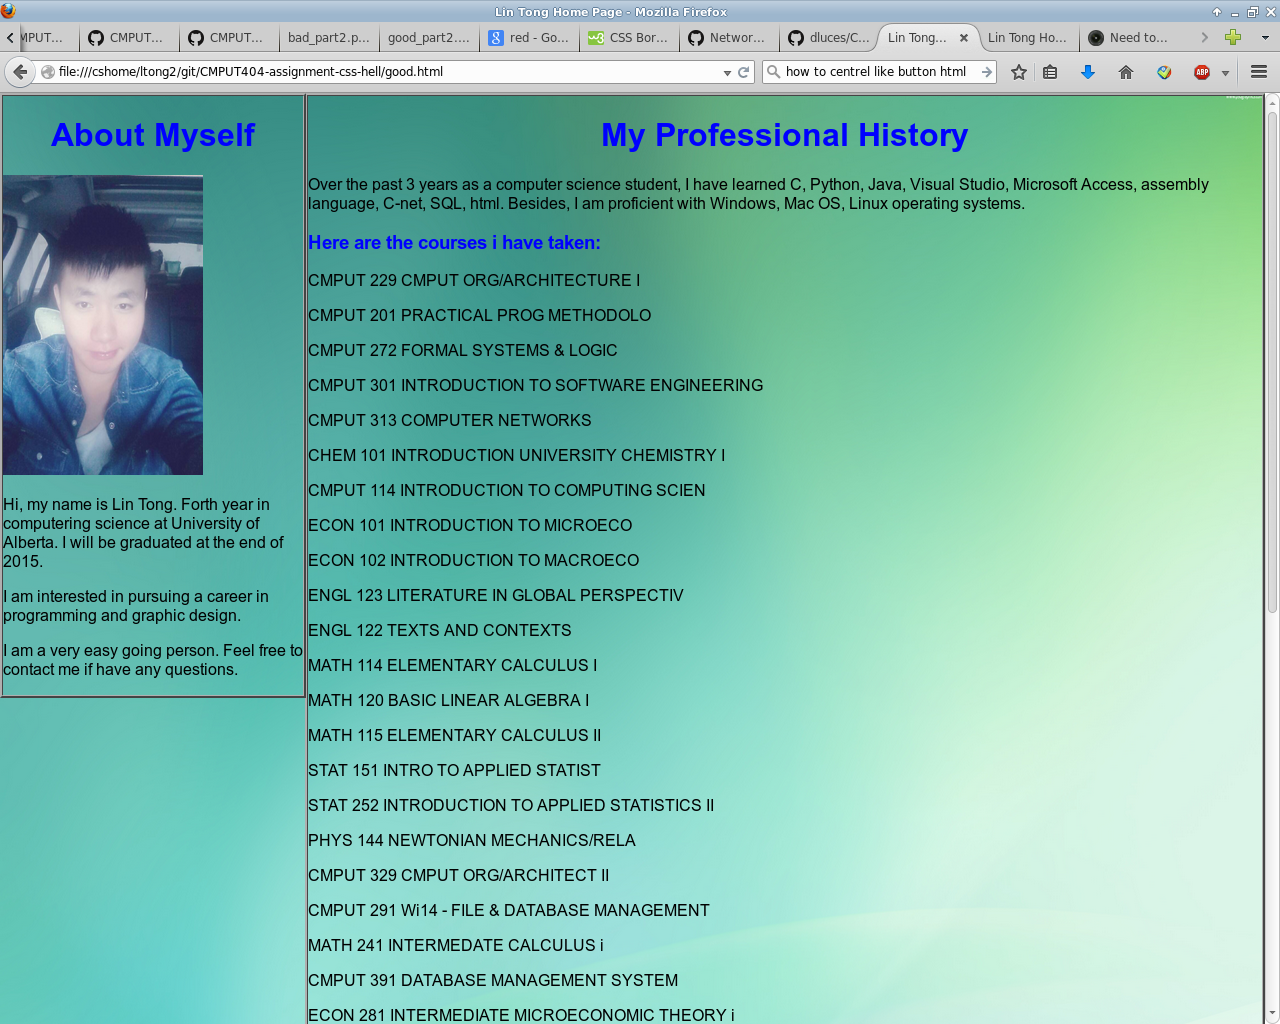 Lin Tong Home Page - Mozilla Firefox
MPUT...
CMPUT...
CMPUT...
bad_part2.p...
good_part2....
red - Go...
CSS Bor...
Networ...
dluces/C...
Lin Tong...
Lin Tong Ho...
Need to...
file:///cshome/ltong2/git/CMPUT404-assignment-css-hell/good.html
how to centrel like button html
ABP
About Myself
Hi, my name is Lin Tong. Forth year in
computering science at University of
Alberta. I will be graduated at the end of
2015.
I am interested in pursuing a career in
programming and graphic design.
I am a very easy going person. Feel free to
contact me if have any questions.
My Professional History
Over the past 3 years as a computer science student, I have learned C, Python, Java, Visual Studio, Microsoft Access, assembly
language, C-net, SQL, html. Besides, I am proficient with Windows, Mac OS, Linux operating systems.
Here are the courses i have taken:
CMPUT 229 CMPUT ORG/ARCHITECTURE I
CMPUT 201 PRACTICAL PROG METHODOLO
CMPUT 272 FORMAL SYSTEMS & LOGIC
CMPUT 301 INTRODUCTION TO SOFTWARE ENGINEERING
CMPUT 313 COMPUTER NETWORKS
CHEM 101 INTRODUCTION UNIVERSITY CHEMISTRY I
CMPUT 114 INTRODUCTION TO COMPUTING SCIEN
ECON 101 INTRODUCTION TO MICROECO
ECON 102 INTRODUCTION TO MACROECO
ENGL 123 LITERATURE IN GLOBAL PERSPECTIV
ENGL 122 TEXTS AND CONTEXTS
MATH 114 ELEMENTARY CALCULUS I
MATH 120 BASIC LINEAR ALGEBRA I
MATH 115 ELEMENTARY CALCULUS II
STAT 151 INTRO TO APPLIED STATIST
STAT 252 INTRODUCTION TO APPLIED STATISTICS II
PHYS 144 NEWTONIAN MECHANICS/RELA
CMPUT 329 CMPUT ORG/ARCHITECT II
CMPUT 291 Wi14 - FILE & DATABASE MANAGEMENT
MATH 241 INTERMEDATE CALCULUS i
CMPUT 391 DATABASE MANAGEMENT SYSTEM
ECON 281 INTERMEDIATE MICROECONOMIC THEORY i